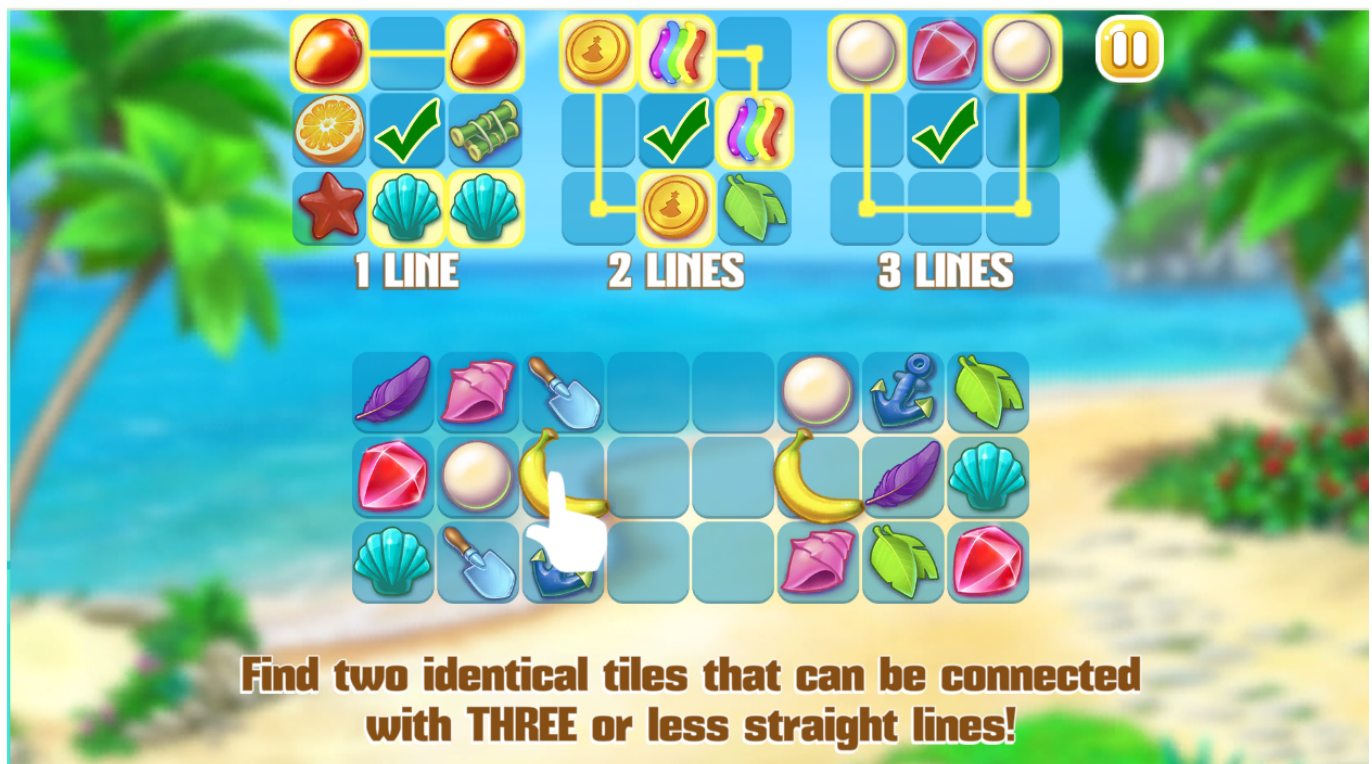 1 LINE
2 LINES
3 LINES
Find two identical tiles that can be connected
with THREE or less straight lines!